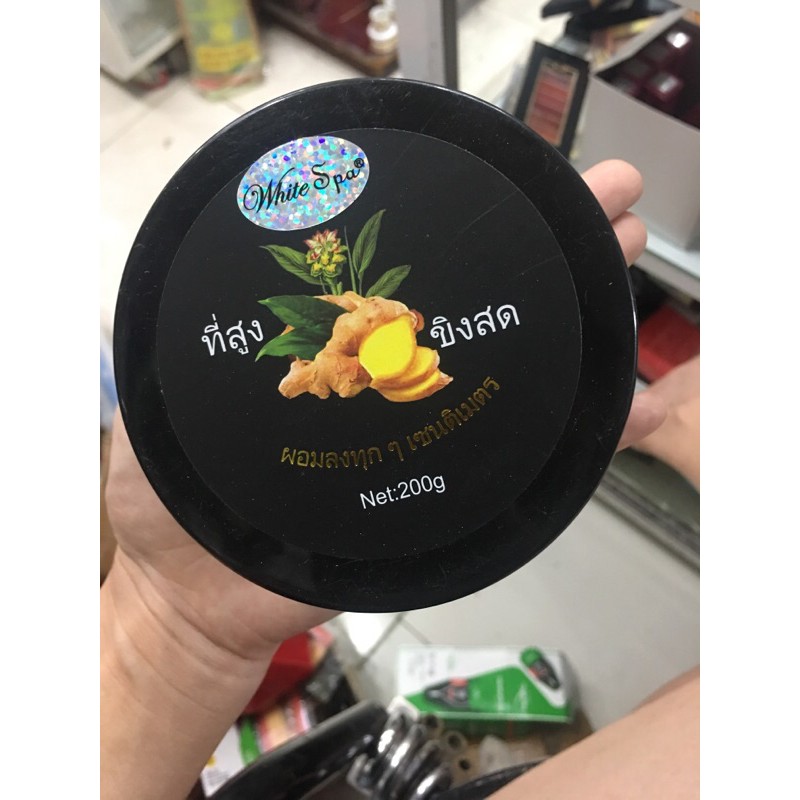 White Spa®
ที่สูง
ขิงสด
ผอมลงทุก ๆ เซนติเมตร
Net:200g